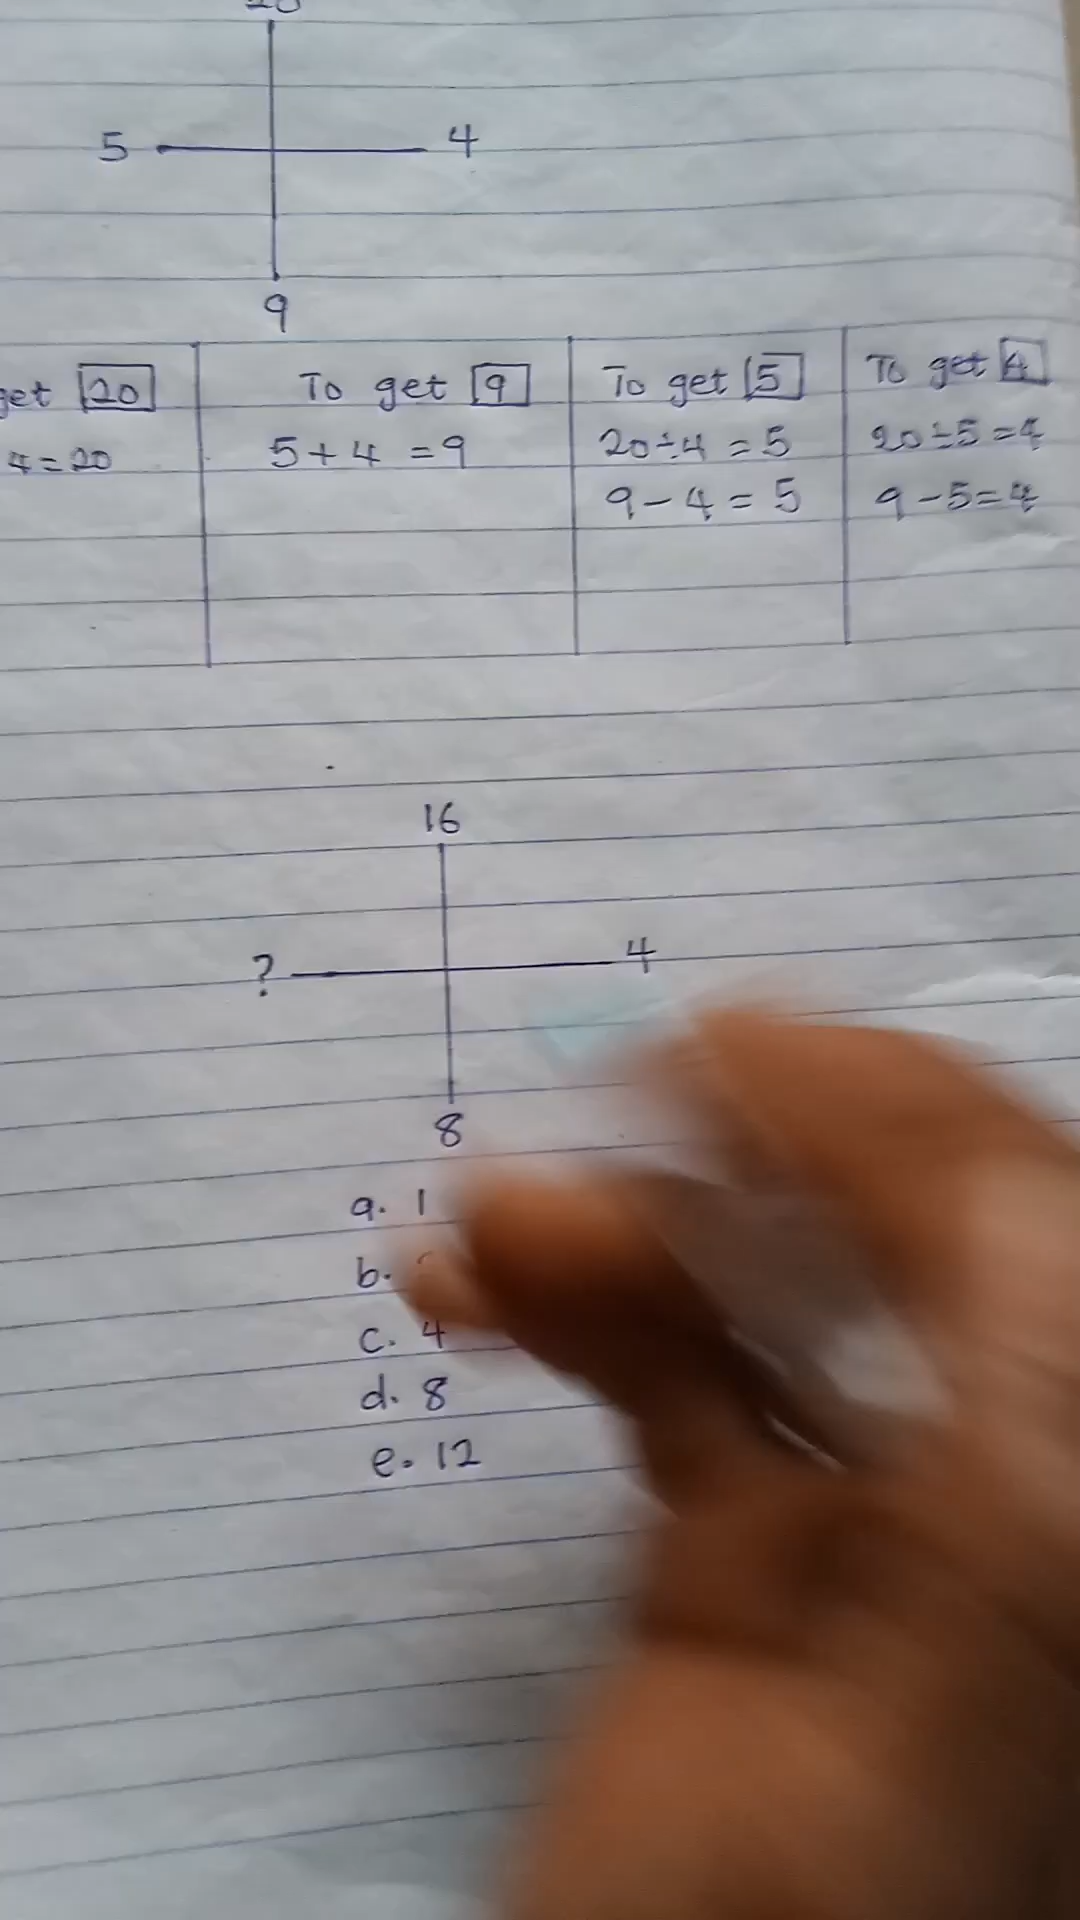 5 4
9
get 20 To get 9 To get 5 To get 4
4=20 5+4=9 20÷4=5 20÷5=4
9-4=5 9-5=4
16
? 4
8
a. 1
b.
c. 4
d. 8
e. 12